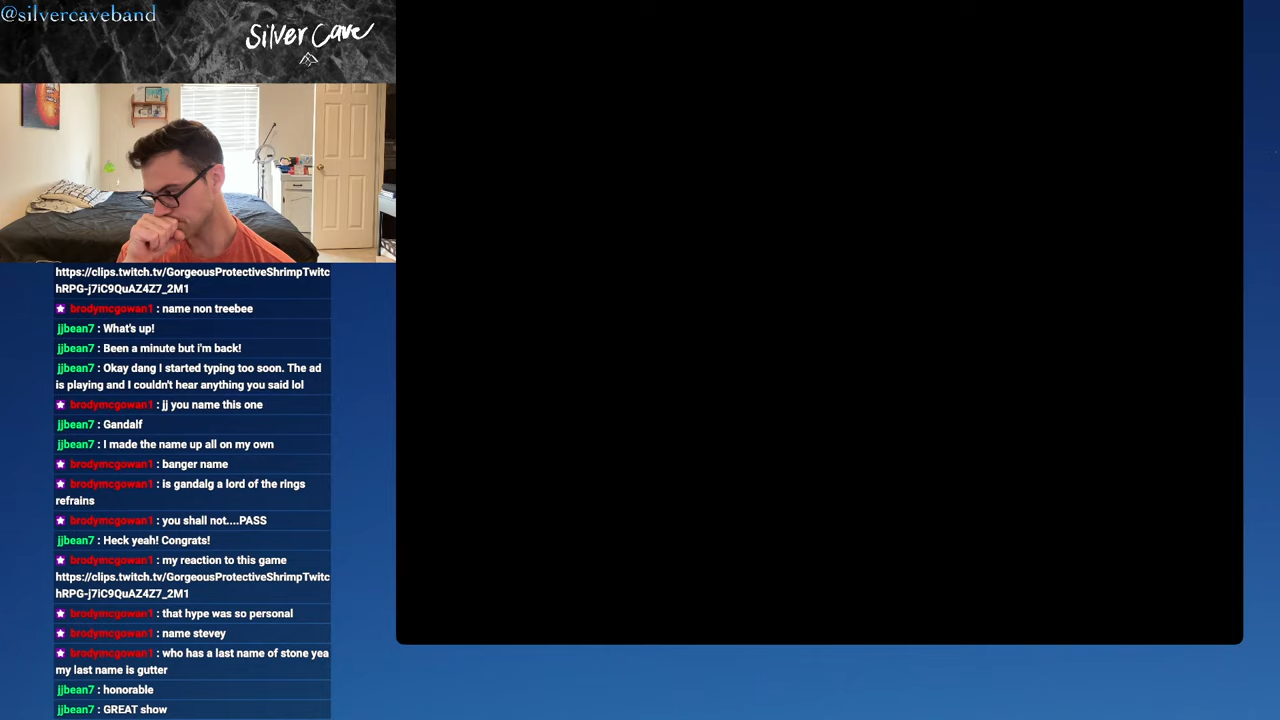 @silvercaveband
Silver Cave
https://clips.twitch.tv/GorgeousProtectiveShrimpTwitc
hRPG-j7iC9QuAZ4Z7_2M1
brodymcgowan1 : name non treebee
jjbean7 : What's up!
jjbean7 : Been a minute but i'm back!
jjbean7 : Okay dang I started typing too soon. The ad
is playing and I couldn't hear anything you said lol
brodymcgowan1 : jj you name this one
jjbean7 : Gandalf
jjbean7 : I made the name up all on my own
brodymcgowan1 : banger name
brodymcgowan1 : is gandalg a lord of the rings
refrains
brodymcgowan1 : you shall not....PASS
jjbean7 : Heck yeah! Congrats!
brodymcgowan1 : my reaction to this game
https://clips.twitch.tv/GorgeousProtectiveShrimpTwitc
hRPG-j7iC9QuAZ4Z7_2M1
brodymcgowan1 : that hype was so personal
brodymcgowan1 : name stevey
brodymcgowan1 : who has a last name of stone yea
my last name is gutter
jjbean7 : honorable
jjbean7 : GREAT show